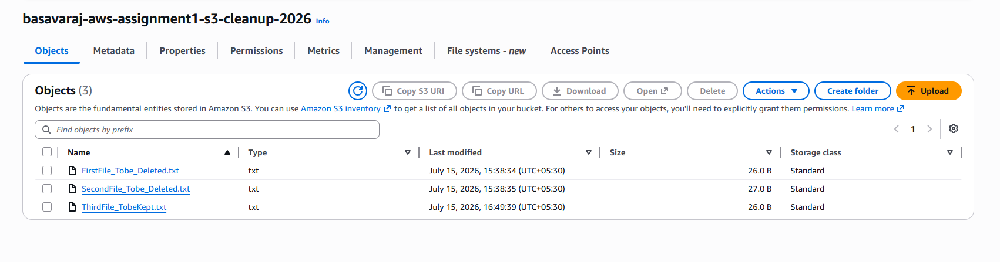 basavaraj-aws-assignment1-s3-cleanup-2026 Info
Objects Metadata Properties Permissions Metrics Management File systems - new Access Points
Objects (3) Copy S3 URI Copy URL Download Open Delete Actions Create folder Upload
Objects are the fundamental entities stored in Amazon S3. You can use Amazon S3 inventory to get a list of all objects in your bucket. For others to access your objects, you'll need to explicitly grant them permissions. Learn more
Find objects by prefix 1
Name Type Last modified Size Storage class
FirstFile_Tobe_Deleted.txt txt July 15, 2026, 15:38:34 (UTC+05:30) 26.0 B Standard
SecondFile_Tobe_Deleted.txt txt July 15, 2026, 15:38:35 (UTC+05:30) 27.0 B Standard
ThirdFile_TobeKept.txt txt July 15, 2026, 16:49:39 (UTC+05:30) 26.0 B Standard